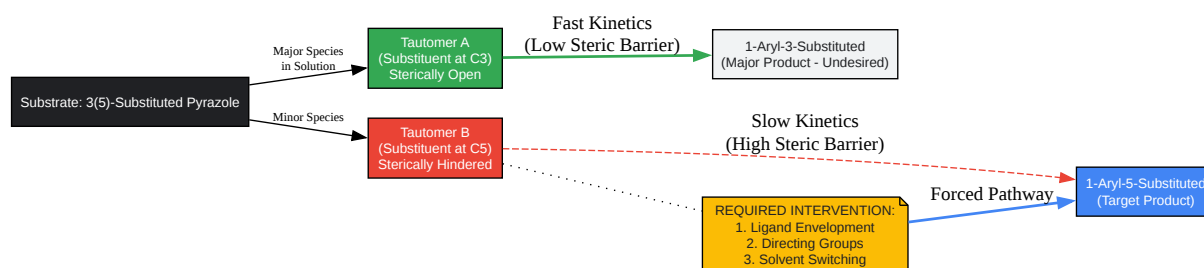 Substrate: 3(5)-Substituted Pyrazole
Major Species
in Solution
Minor Species
Tautomer A
(Substituent at C3)
Sterically Open
Tautomer B
(Substituent at C5)
Sterically Hindered
Fast Kinetics
(Low Steric Barrier)
1-Aryl-3-Substituted
(Major Product - Undesired)
Slow Kinetics
(High Steric Barrier)
REQUIRED INTERVENTION:
1. Ligand Envelopment
2. Directing Groups
3. Solvent Switching
Forced Pathway
1-Aryl-5-Substituted
(Target Product)